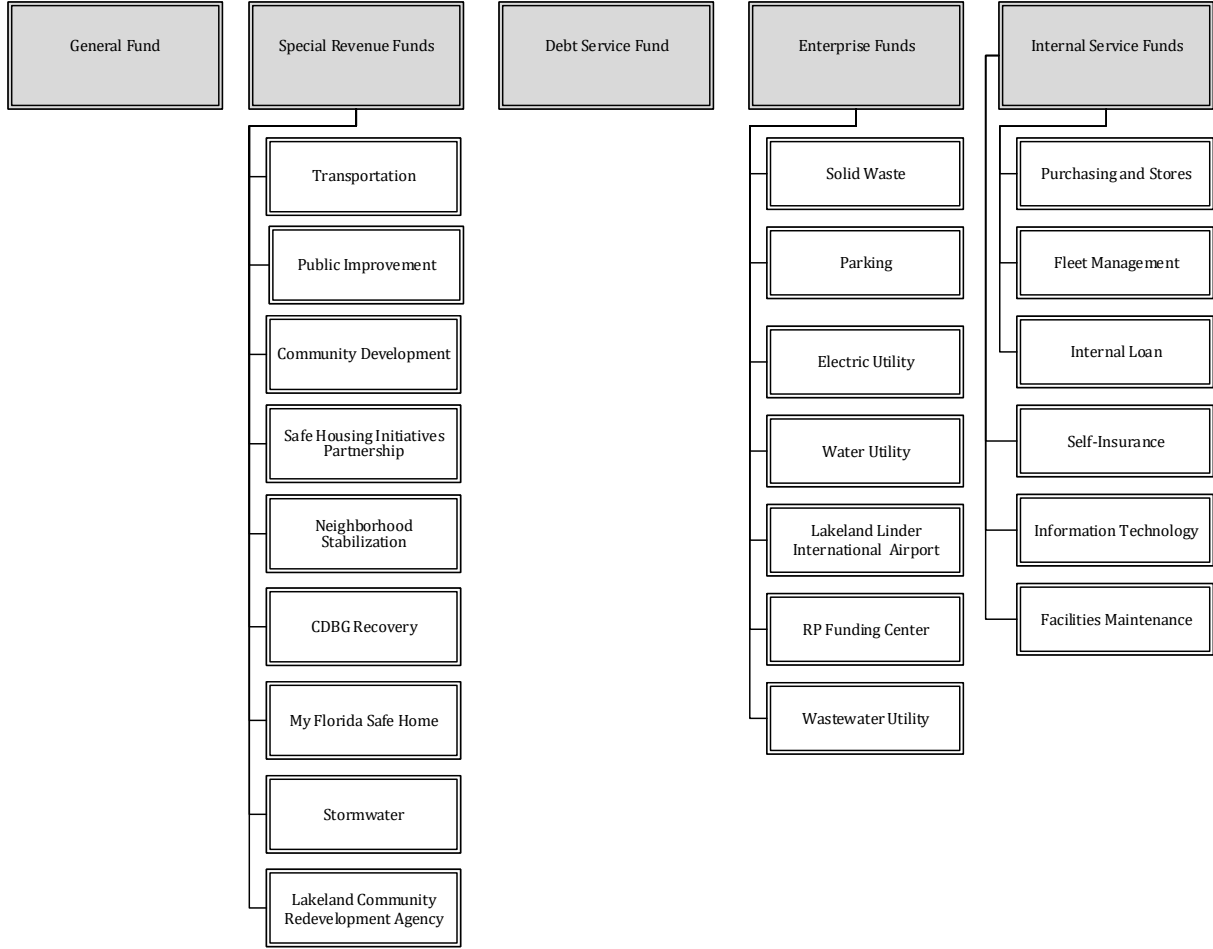 General Fund
Special Revenue Funds
Debt Service Fund
Enterprise Funds
Internal Service Funds
Transportation
Public Improvement
Community Development
Safe Housing Initiatives
Partnership
Neighborhood
Stabilization
CDBG Recovery
My Florida Safe Home
Stormwater
Lakeland Community
Redevelopment Agency
Solid Waste
Parking
Electric Utility
Water Utility
Lakeland Linder
International Airport
RP Funding Center
Wastewater Utility
Purchasing and Stores
Fleet Management
Internal Loan
Self-Insurance
Information Technology
Facilities Maintenance